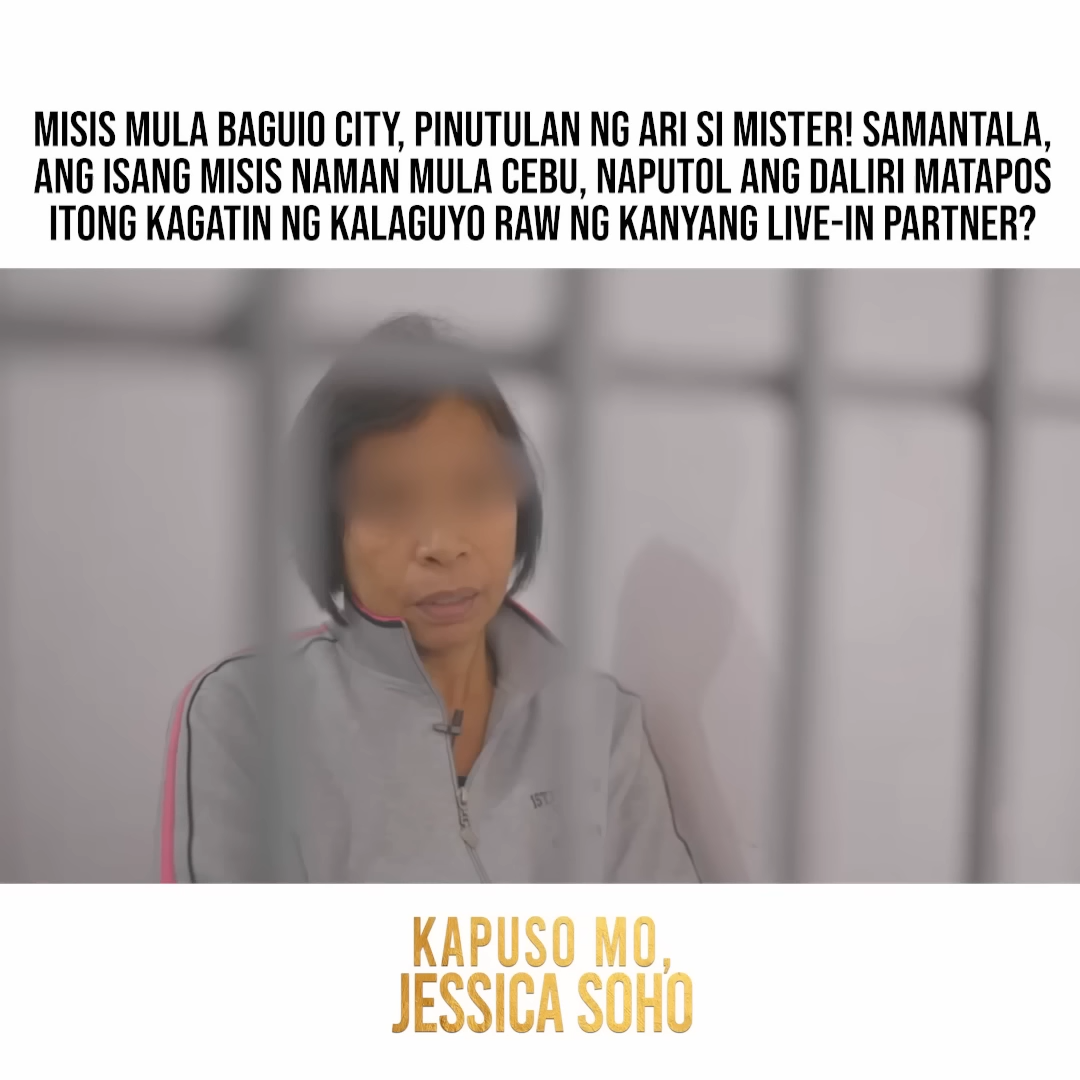 MISIS MULA BAGUIO CITY, PINUTULAN NG ARI SI MISTER! SAMANTALA,
ANG ISANG MISIS NAMAN MULA CEBU, NAPUTOL ANG DALIRI MATAPOS
ITONG KAGATIN NG KALAGUYO RAW NG KANYANG LIVE-IN PARTNER?
KAPUSO MO,
JESSICA SOHO